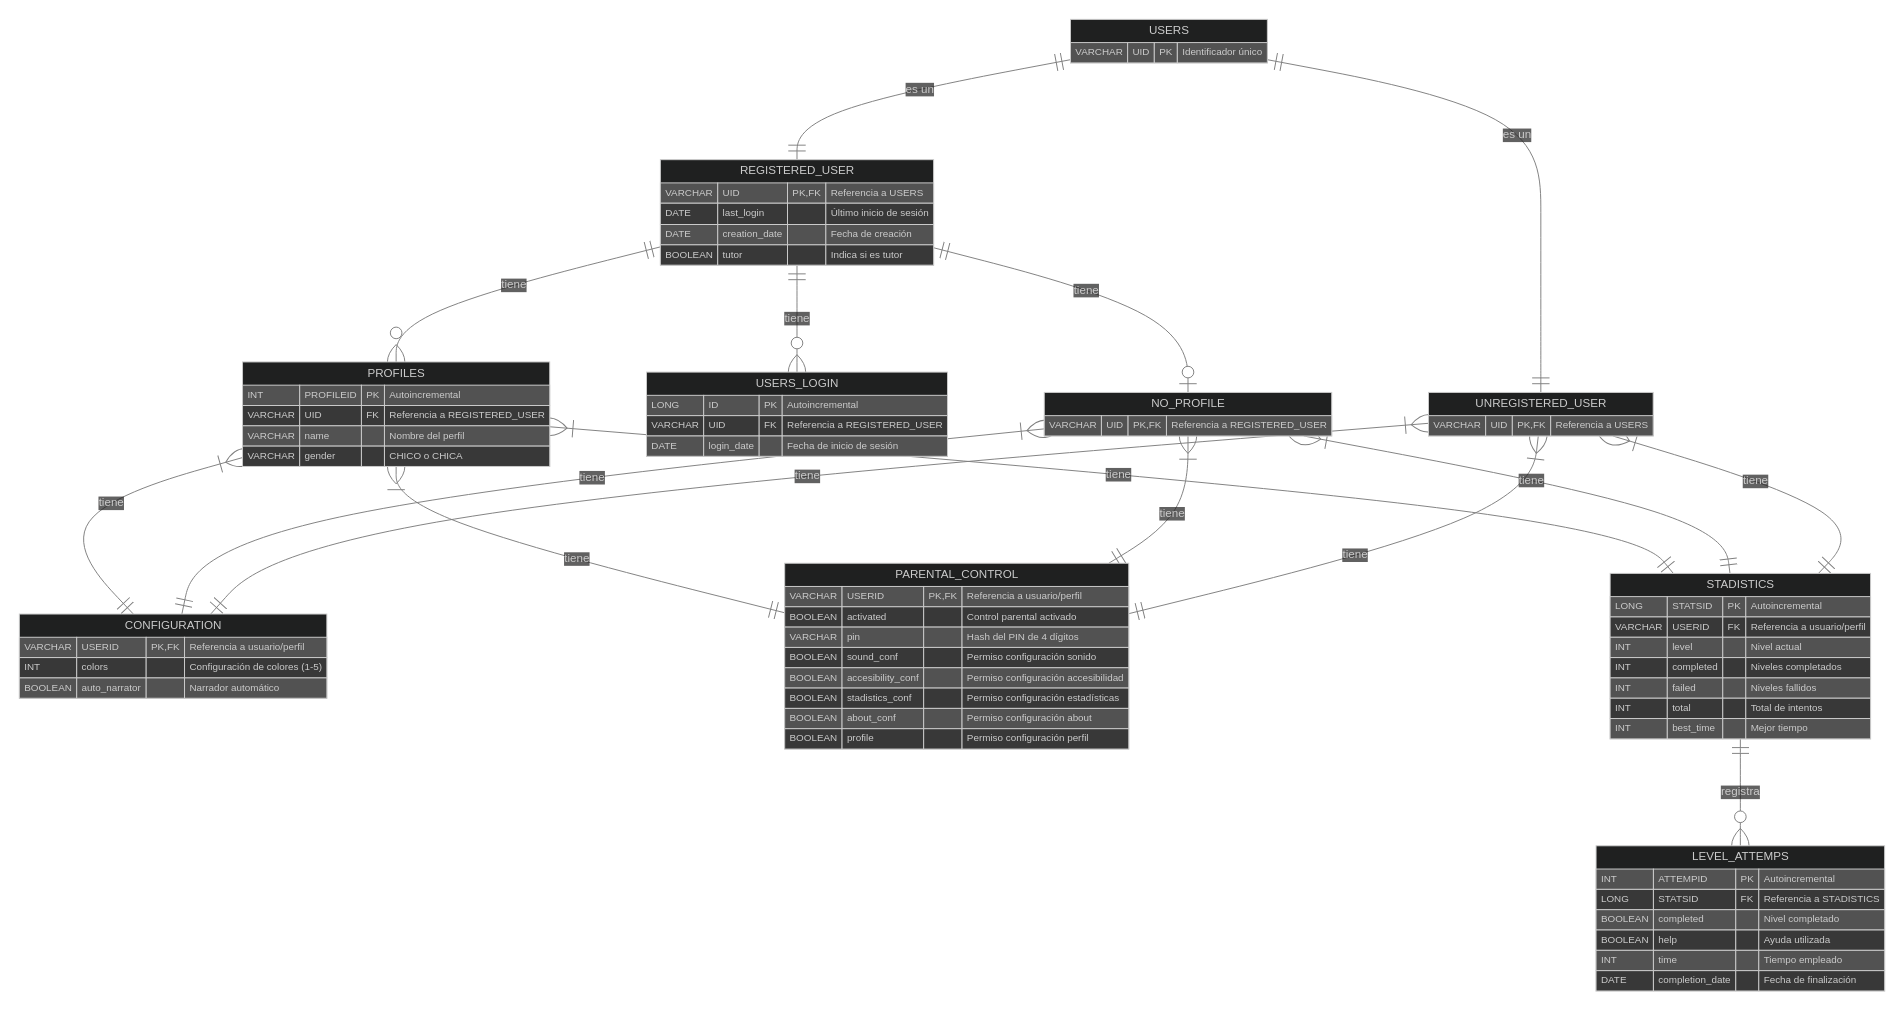 USERS
VARCHAR UID PK Identificador único
es un
es un
REGISTERED_USER
VARCHAR UID PK,FK Referencia a USERS
DATE last_login Último inicio de sesión
DATE creation_date Fecha de creación
BOOLEAN tutor Indica si es tutor
tiene
tiene
tiene
PROFILES
INT PROFILEID PK Autoincremental
VARCHAR UID FK Referencia a REGISTERED_USER
VARCHAR name Nombre del perfil
VARCHAR gender CHICO o CHICA
USERS_LOGIN
LONG ID PK Autoincremental
VARCHAR UID FK Referencia a REGISTERED_USER
DATE login_date Fecha de inicio de sesión
NO_PROFILE
VARCHAR UID PK,FK Referencia a REGISTERED_USER
UNREGISTERED_USER
VARCHAR UID PK,FK Referencia a USERS
tiene
tiene
tiene
tiene
tiene
tiene
tiene
tiene
tiene
CONFIGURATION
VARCHAR USERID PK,FK Referencia a usuario/perfil
INT colors Configuración de colores (1-5)
BOOLEAN auto_narrator Narrador automático
PARENTAL_CONTROL
VARCHAR USERID PK,FK Referencia a usuario/perfil
BOOLEAN activated Control parental activado
VARCHAR pin Hash del PIN de 4 dígitos
BOOLEAN sound_conf Permiso configuración sonido
BOOLEAN accesibility_conf Permiso configuración accesibilidad
BOOLEAN stadistics_conf Permiso configuración estadísticas
BOOLEAN about_conf Permiso configuración about
BOOLEAN profile Permiso configuración perfil
STADISTICS
LONG STATSID PK Autoincremental
VARCHAR USERID FK Referencia a usuario/perfil
INT level Nivel actual
INT completed Niveles completados
INT failed Niveles fallidos
INT total Total de intentos
INT best_time Mejor tiempo
registra
LEVEL_ATTEMPS
INT ATTEMPID PK Autoincremental
LONG STATSID FK Referencia a STADISTICS
BOOLEAN completed Nivel completado
BOOLEAN help Ayuda utilizada
INT time Tiempo empleado
DATE completion_date Fecha de finalización